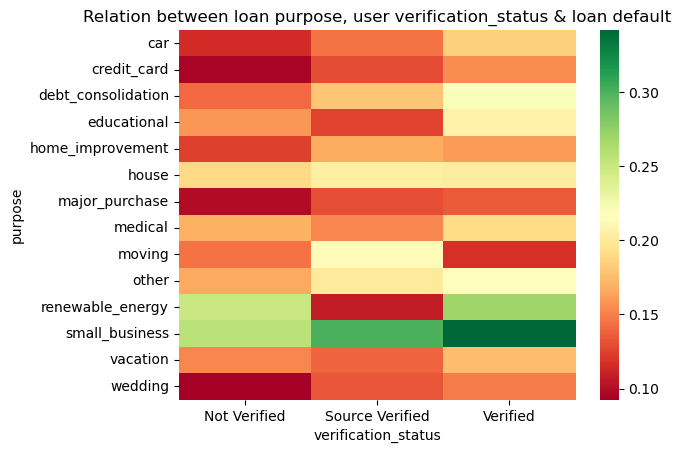 Relation between loan purpose, user verification_status & loan default
purpose
car
credit_card
debt_consolidation
educational
home_improvement
house
major_purchase
medical
moving
other
renewable_energy
small_business
vacation
wedding
Not Verified Source Verified Verified
verification_status
0.30
0.25
0.20
0.15
0.10